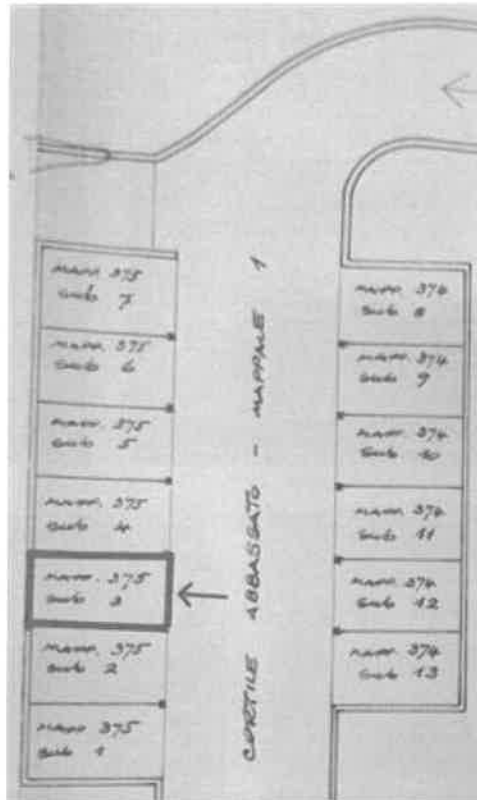 MAPP. 375
Sub 7
MAPP. 375
Sub 6
MAPP. 375
Sub 5
MAPP. 375
Sub 4
MAPP. 375
Sub 3
MAPP. 375
Sub 2
MAPP 375
Sub 1
CORTILE ABBASSATO - MAPPALE 1
MAPP. 374
Sub 8
MAPP. 374
Sub 9
MAPP. 374
Sub 10
MAPP. 374
Sub 11
MAPP. 374
Sub 12
MAPP. 374
Sub 13